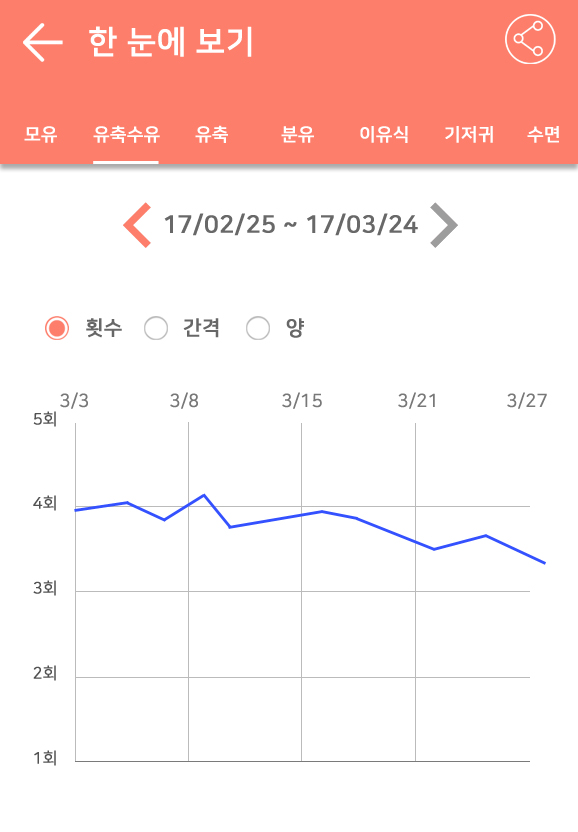 한 눈에 보기
모유 유축수유 유축 분유 이유식 기저귀 수면
17/02/25 ~ 17/03/24
횟수 간격 양
3/3 3/8 3/15 3/21 3/27
5회
4회
3회
2회
1회